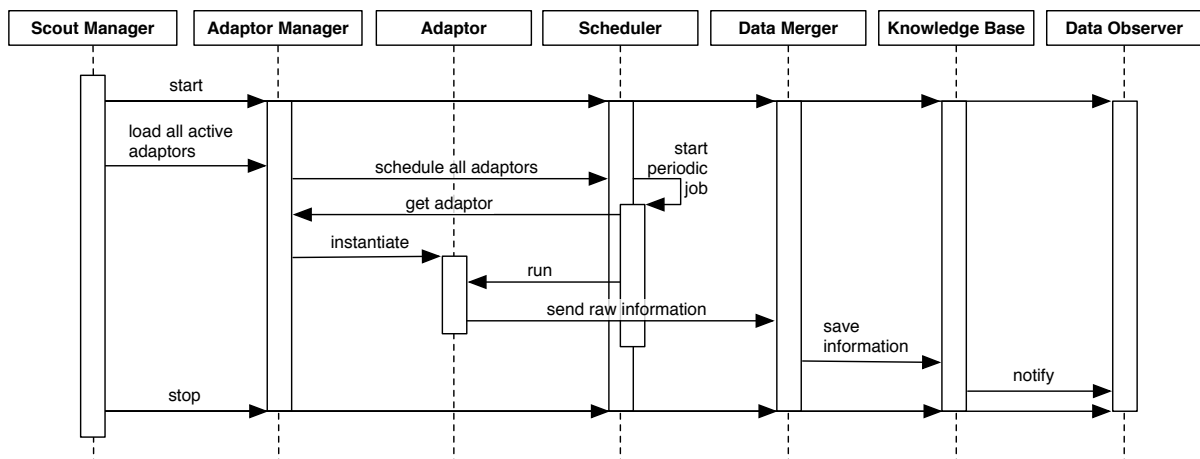 Scout Manager
Adaptor Manager
Adaptor
Scheduler
Data Merger
Knowledge Base
Data Observer
start
load all active
adaptors
start
periodic
job
schedule all adaptors
get adaptor
instantiate
run
send raw information
save
information
notify
stop